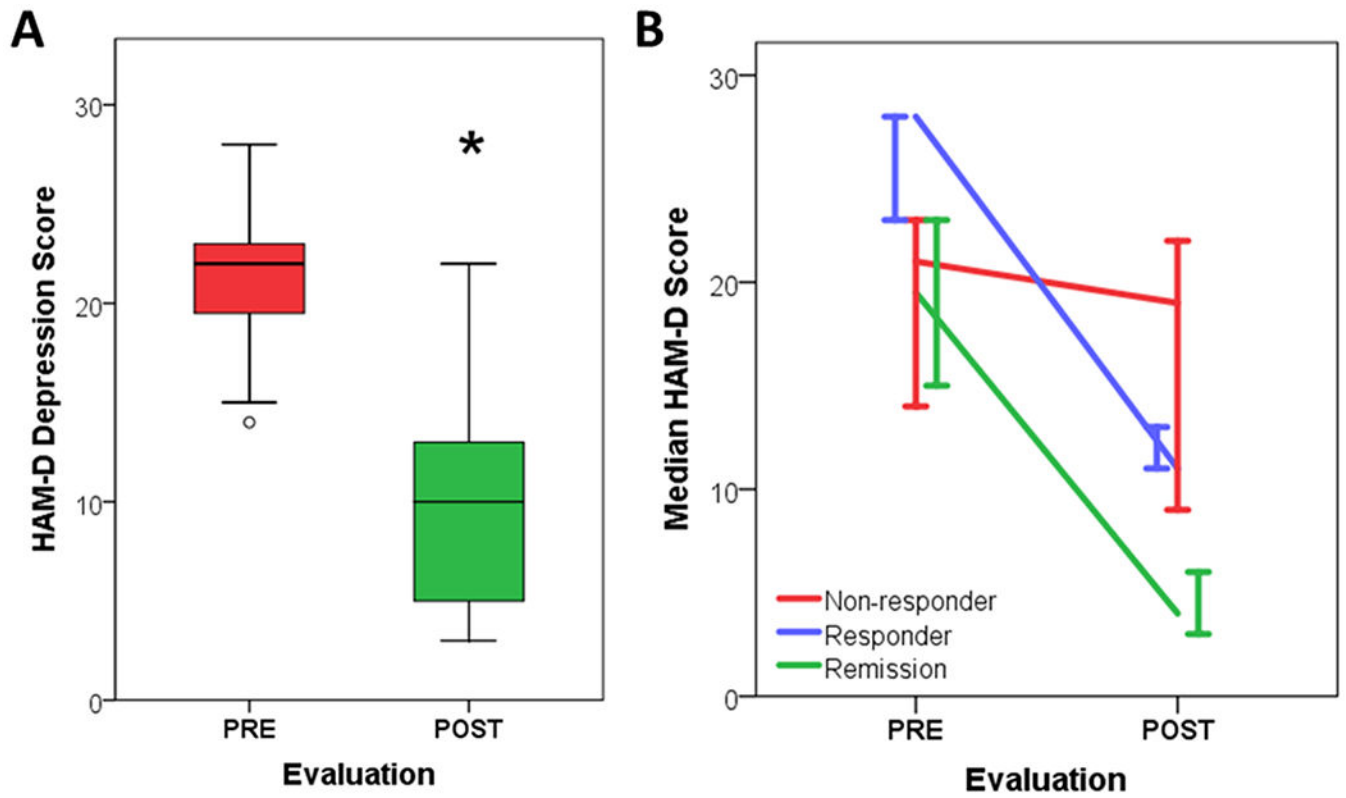 A
HAM-D Depression Score
30
20
10
0
*
PRE
POST
Evaluation
B
Median HAM-D Score
30
20
10
0
Non-responder
Responder
Remission
PRE
POST
Evaluation